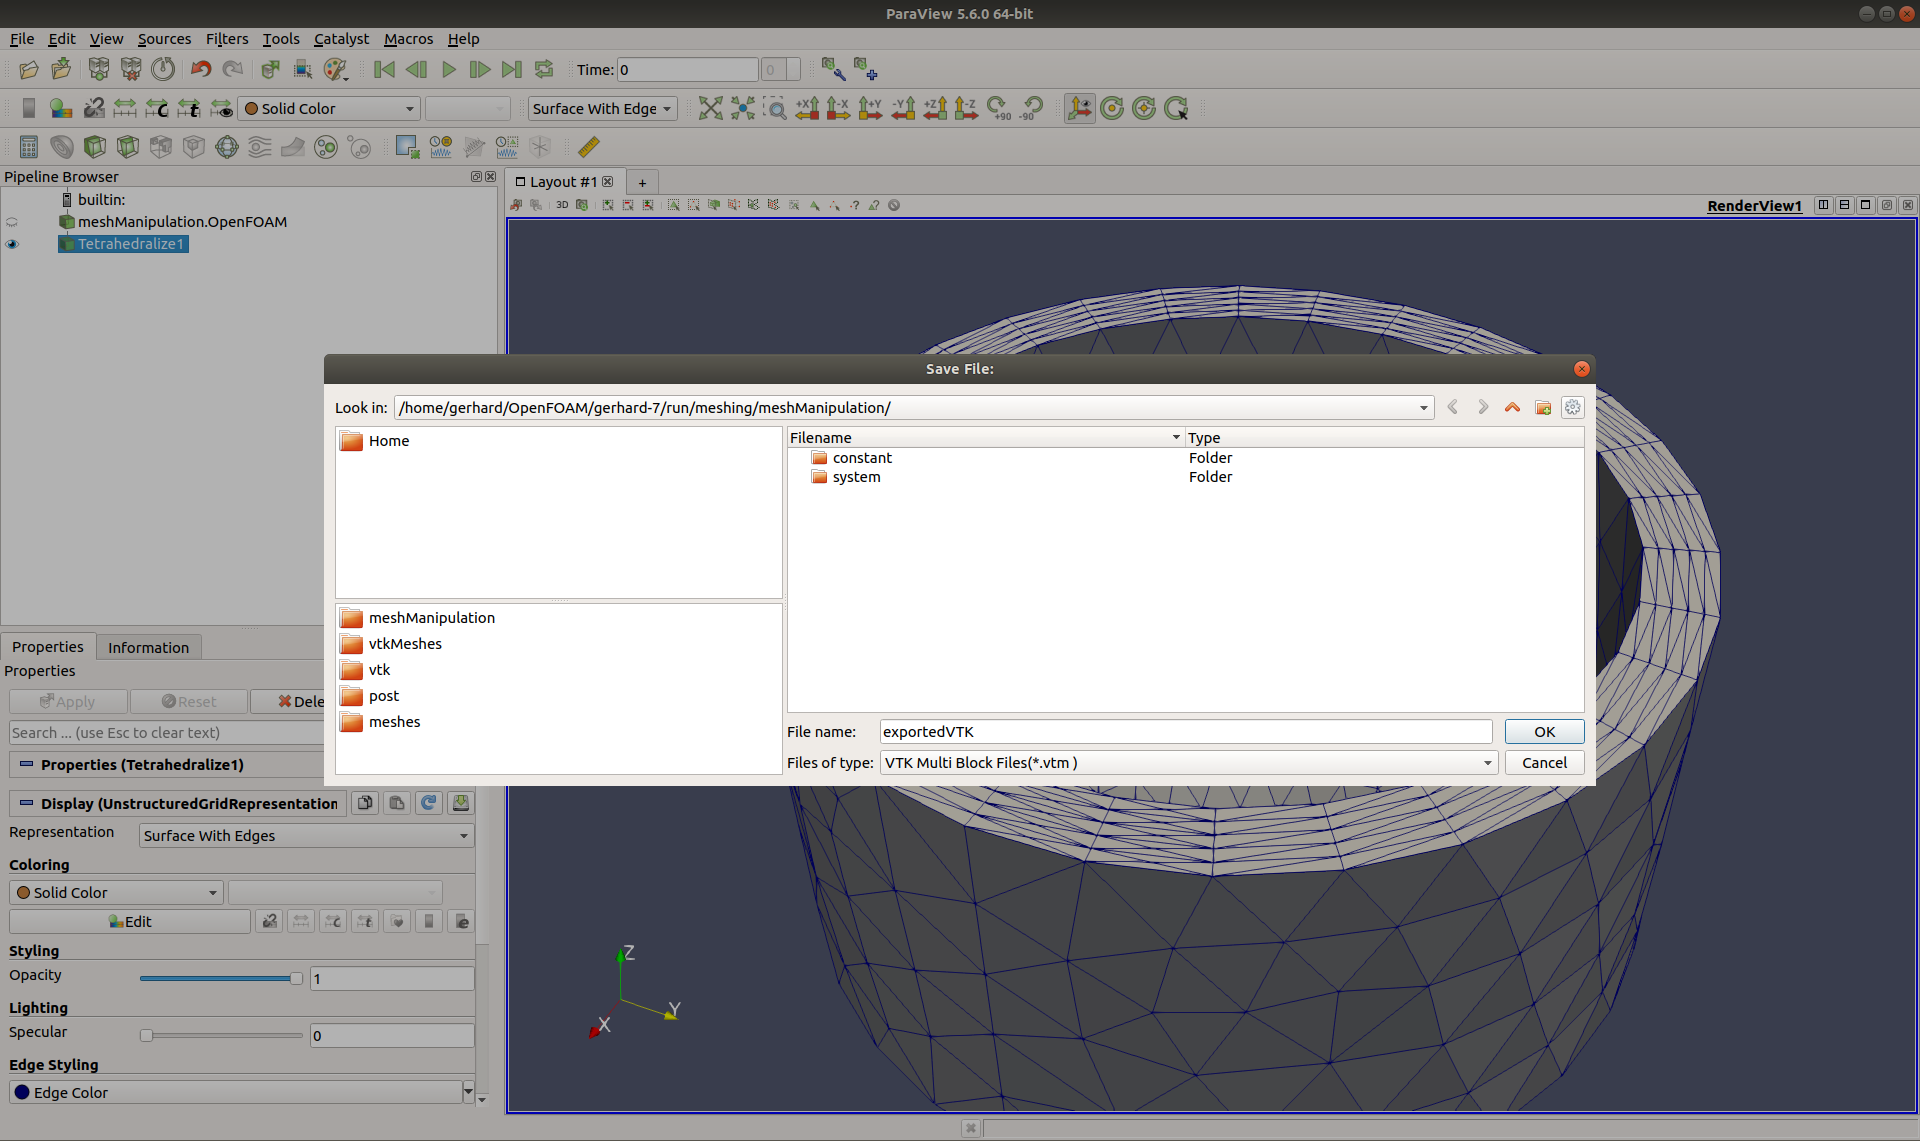 ParaView 5.6.0 64-bit
File Edit View Sources Filters Tools Catalyst Macros Help
Time: 0 0
Solid Color Surface With Edge +X -X +Y -Y +Z -Z +90 -90
Pipeline Browser
builtin:
meshManipulation.OpenFOAM
Tetrahedralize1
Layout #1 +
3D
RenderView1
Save File:
Look in: /home/gerhard/OpenFOAM/gerhard-7/run/meshing/meshManipulation/
Home
meshManipulation
vtkMeshes
vtk
post
meshes
Filename Type
constant Folder
system Folder
File name: exportedVTK OK
Files of type: VTK Multi Block Files(*.vtm ) Cancel
Properties Information
Properties
Apply Reset Dele
Search ... (use Esc to clear text)
Properties (Tetrahedralize1)
Display (UnstructuredGridRepresentation
Representation Surface With Edges
Coloring
Solid Color
Edit
Styling
Opacity 1
Lighting
Specular 0
Edge Styling
Edge Color
Z
Y
X